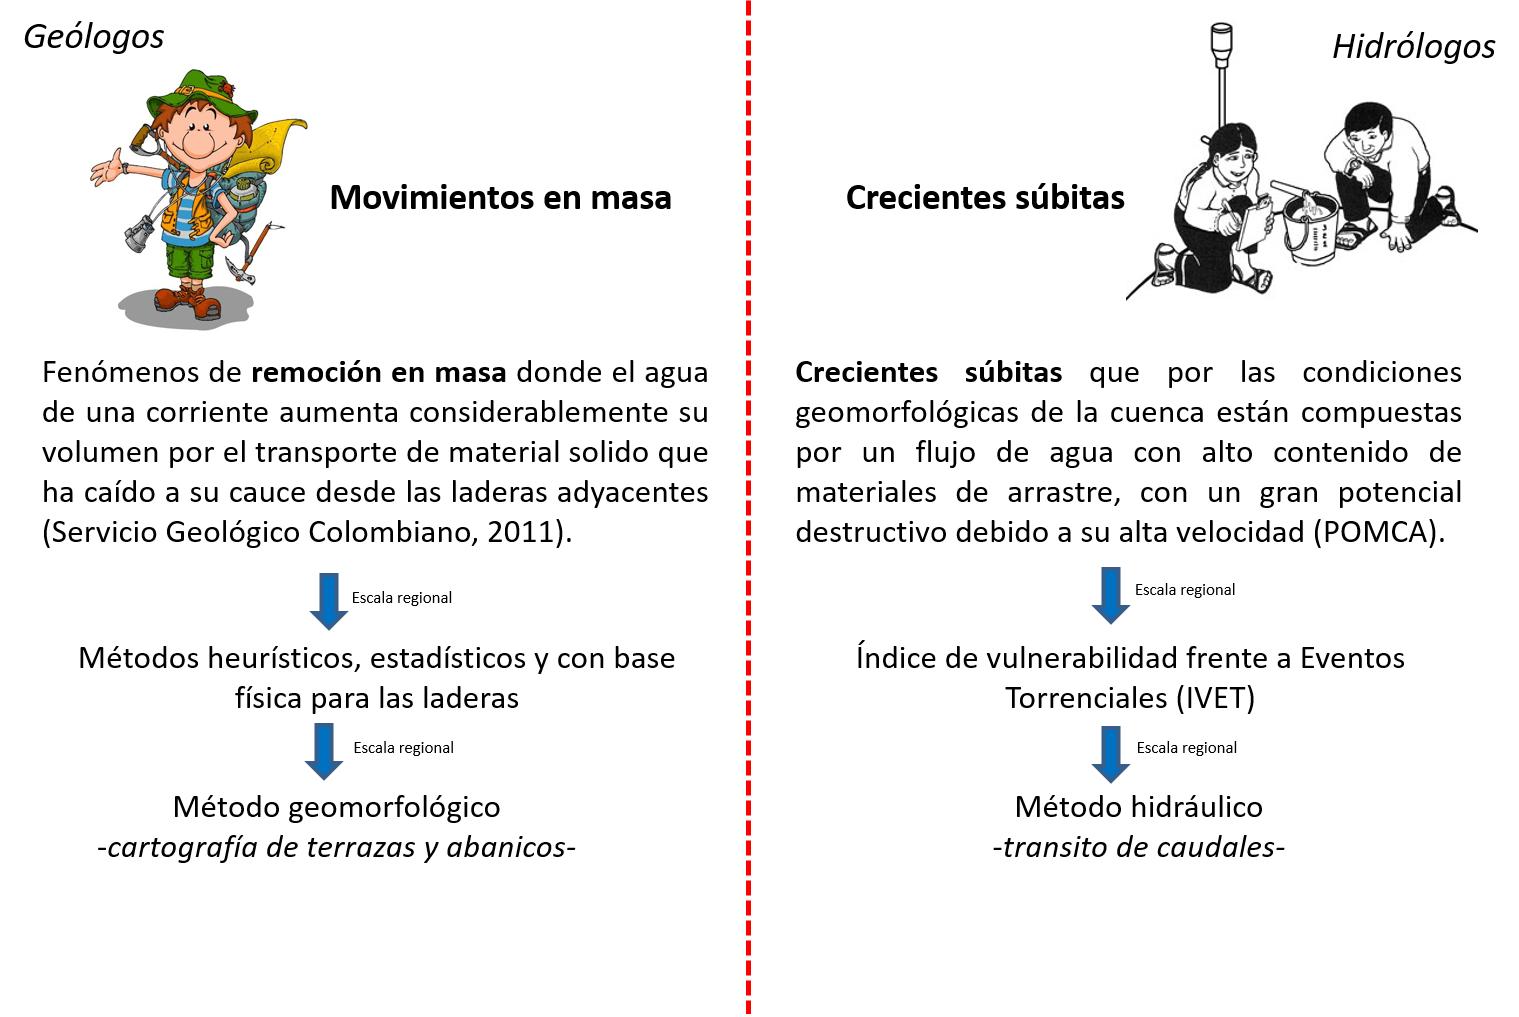 Geólogos
Movimientos en masa
Fenómenos de remoción en masa donde el agua
de una corriente aumenta considerablemente su
volumen por el transporte de material solido que
ha caído a su cauce desde las laderas adyacentes
(Servicio Geológico Colombiano, 2011).
Escala regional
Métodos heurísticos, estadísticos y con base
física para las laderas
Escala regional
Método geomorfológico
-cartografía de terrazas y abanicos-
Hidrólogos
Crecientes súbitas
Crecientes súbitas que por las condiciones
geomorfológicas de la cuenca están compuestas
por un flujo de agua con alto contenido de
materiales de arrastre, con un gran potencial
destructivo debido a su alta velocidad (POMCA).
Escala regional
Índice de vulnerabilidad frente a Eventos
Torrenciales (IVET)
Escala regional
Método hidráulico
-transito de caudales-